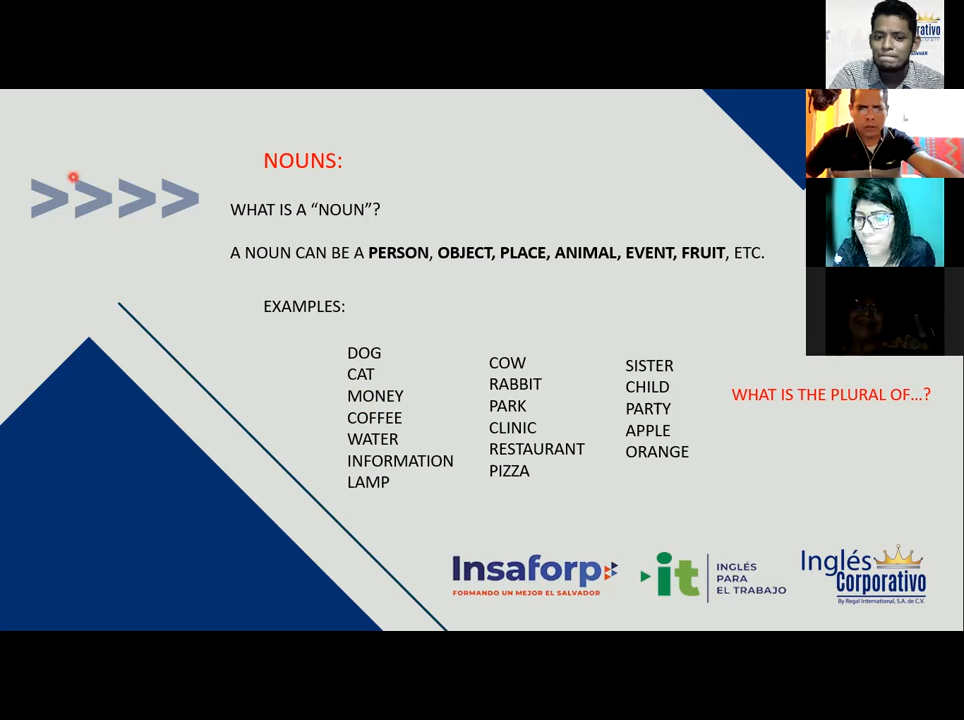 rativo
NOUNS:
WHAT IS A “NOUN”?
A NOUN CAN BE A PERSON, OBJECT, PLACE, ANIMAL, EVENT, FRUIT, ETC.
EXAMPLES:
DOG
CAT
MONEY
COFFEE
WATER
INFORMATION
LAMP
COW
RABBIT
PARK
CLINIC
RESTAURANT
PIZZA
SISTER
CHILD
PARTY
APPLE
ORANGE
WHAT IS THE PLURAL OF...?
Insaforp
FORMANDO UN MEJOR EL SALVADOR
it
INGLÉS
PARA
EL TRABAJO
Inglés
Corporativo
By Regal International, S.A. de C.V.